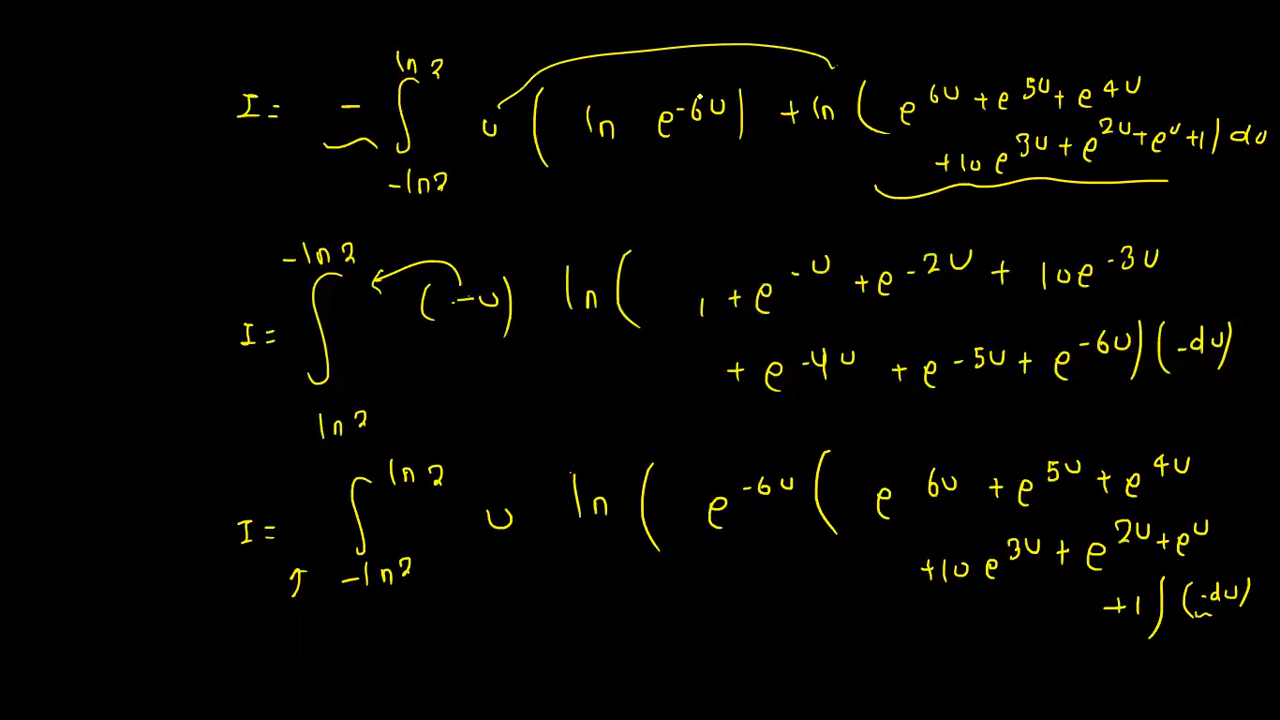 I = - ∫_{-ln 2}^{ln 2} u ( ln e^{-6u} ) + ln ( e^{6u} + e^{5u} + e^{4u}
+ 10 e^{3u} + e^{2u} + e^{u} + 1 ) du
I = ∫_{ln 2}^{-ln 2} (-u) ln ( 1 + e^{-u} + e^{-2u} + 10 e^{-3u}
+ e^{-4u} + e^{-5u} + e^{-6u} ) (-du)
I = ∫_{-ln 2}^{ln 2} u ln ( e^{-6u} ( e^{6u} + e^{5u} + e^{4u}
+ 10 e^{3u} + e^{2u} + e^{u}
+ 1 ) (-du)